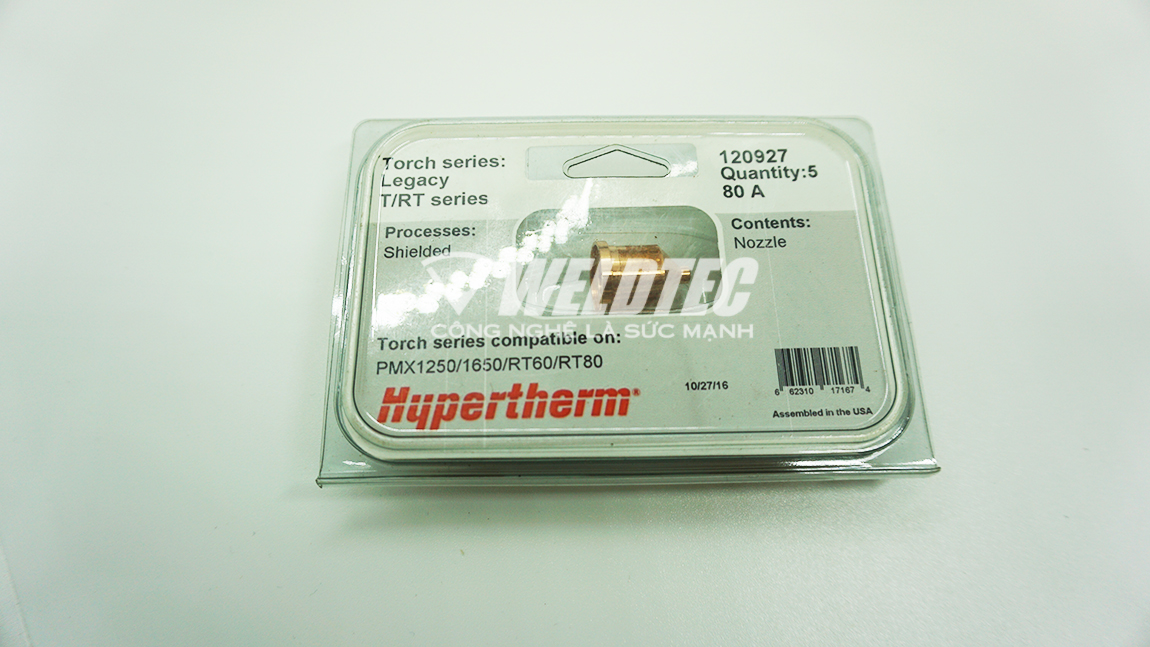 Torch series:
Legacy
T/RT series
120927
Quantity:5
80 A
Processes:
Shielded
Contents:
Nozzle
WELDTEC
CÔNG NGHỆ LÀ SỨC MẠNH
Torch series compatible on:
PMX1250/1650/RT60/RT80
Hypertherm®
10/27/16
6 62310 17167 4
Assembled in the USA